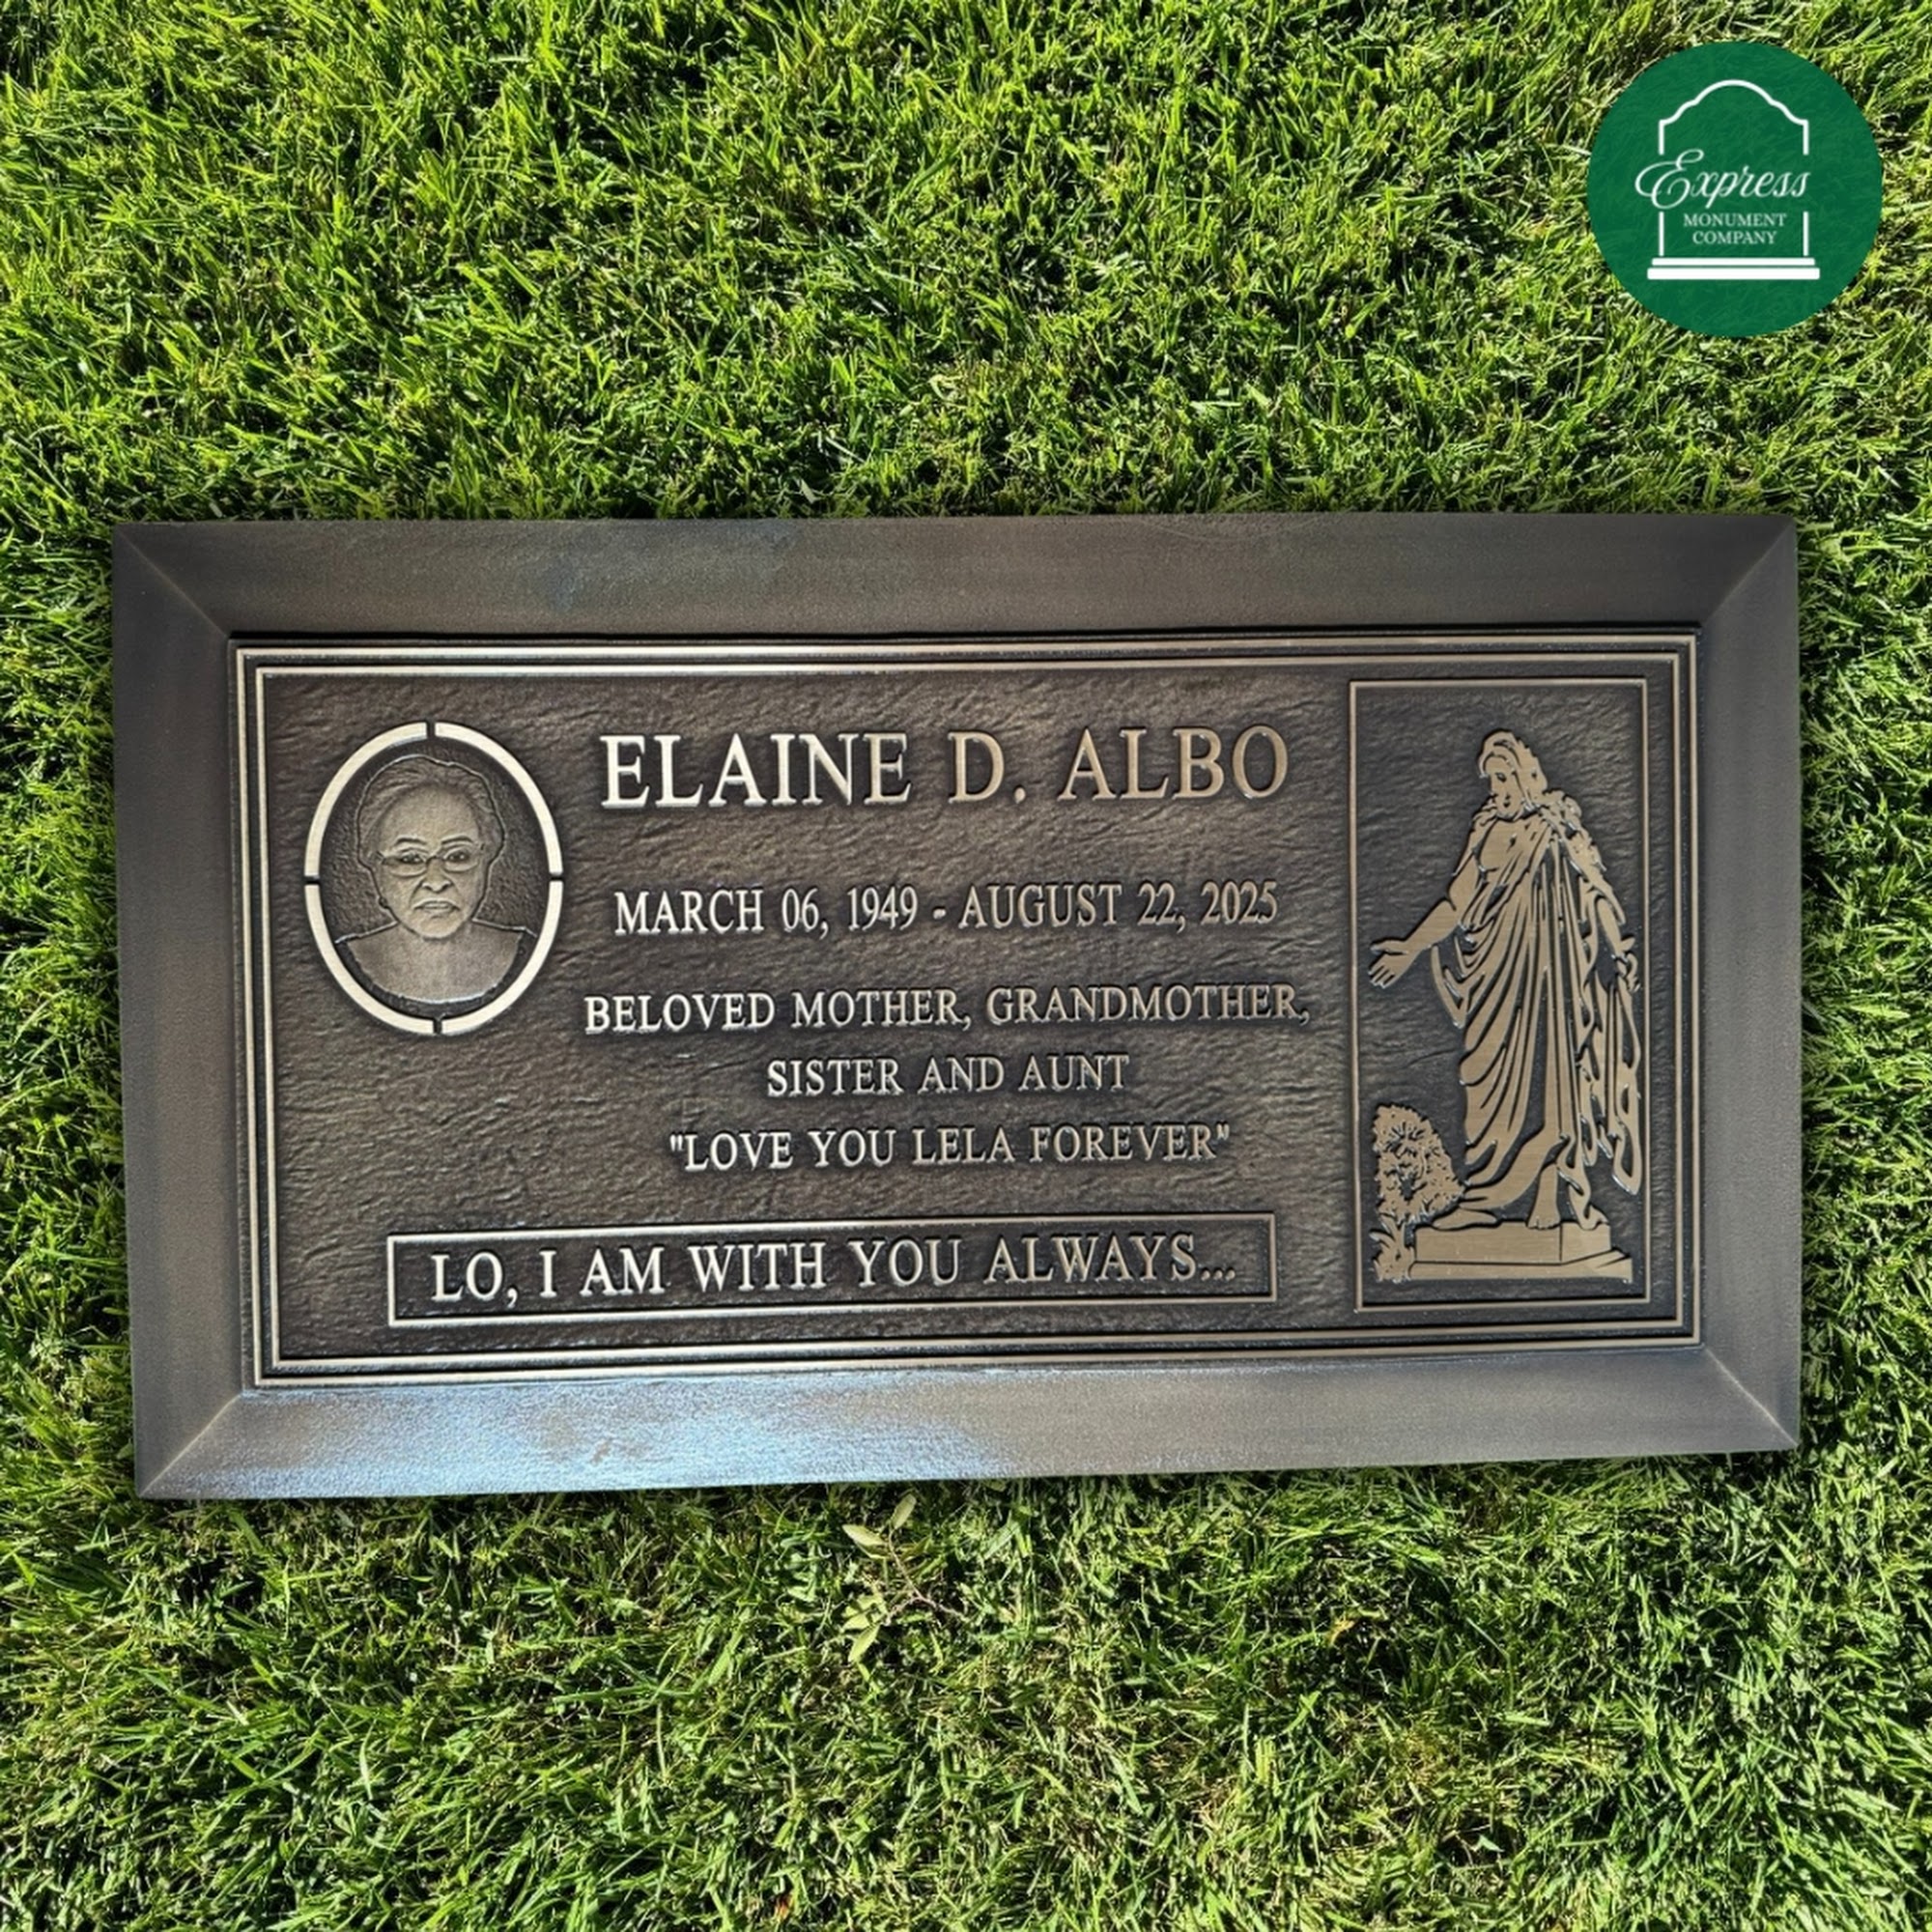 Express
MONUMENT
COMPANY
ELAINE D. ALBO
MARCH 06, 1949 - AUGUST 22, 2025
BELOVED MOTHER, GRANDMOTHER,
SISTER AND AUNT
"LOVE YOU LELA FOREVER"
LO, I AM WITH YOU ALWAYS...